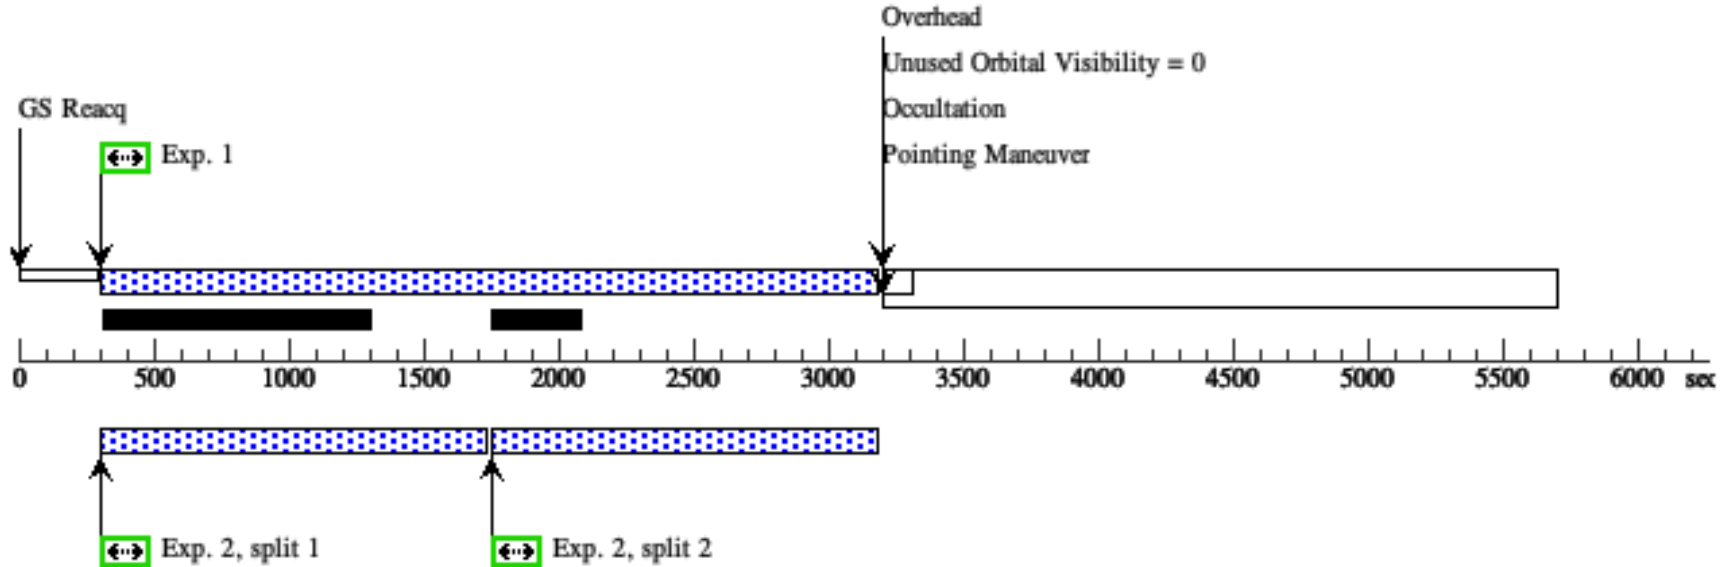 Overhead
Unused Orbital Visibility = 0
GS Reacq
Occultation
Exp. 1
Pointing Maneuver
0 500 1000 1500 2000 2500 3000 3500 4000 4500 5000 5500 6000 sec
Exp. 2, split 1
Exp. 2, split 2